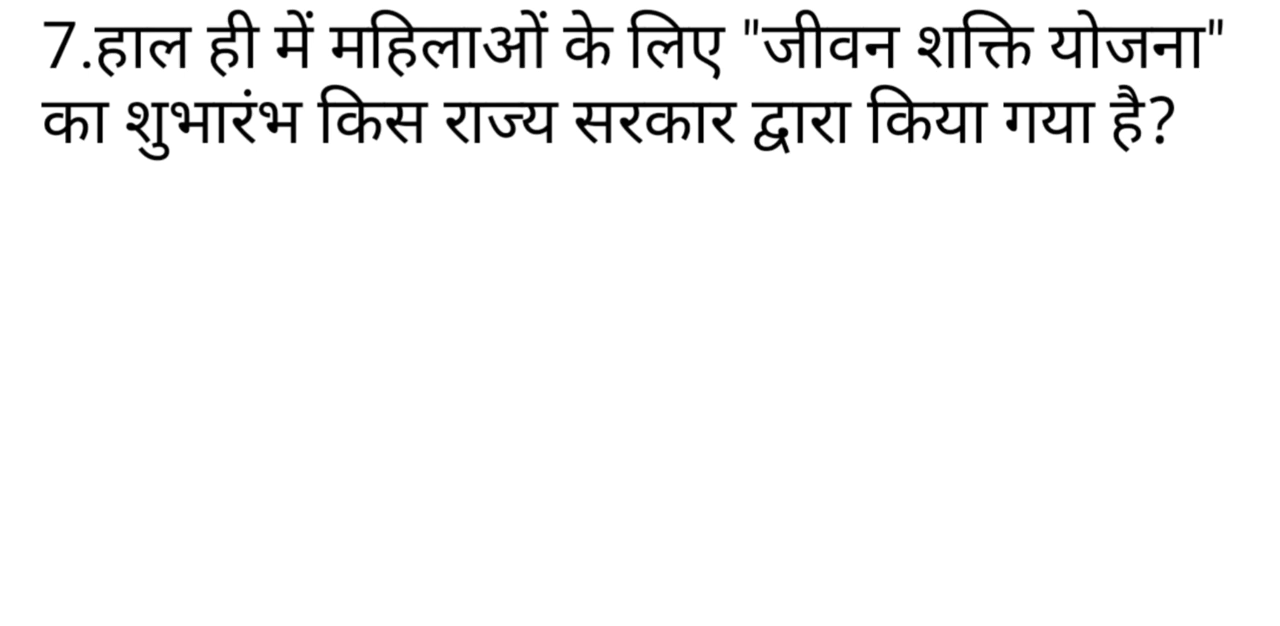 7.हाल ही में महिलाओं के लिए "जीवन शक्ति योजना"
का शुभारंभ किस राज्य सरकार द्वारा किया गया है?